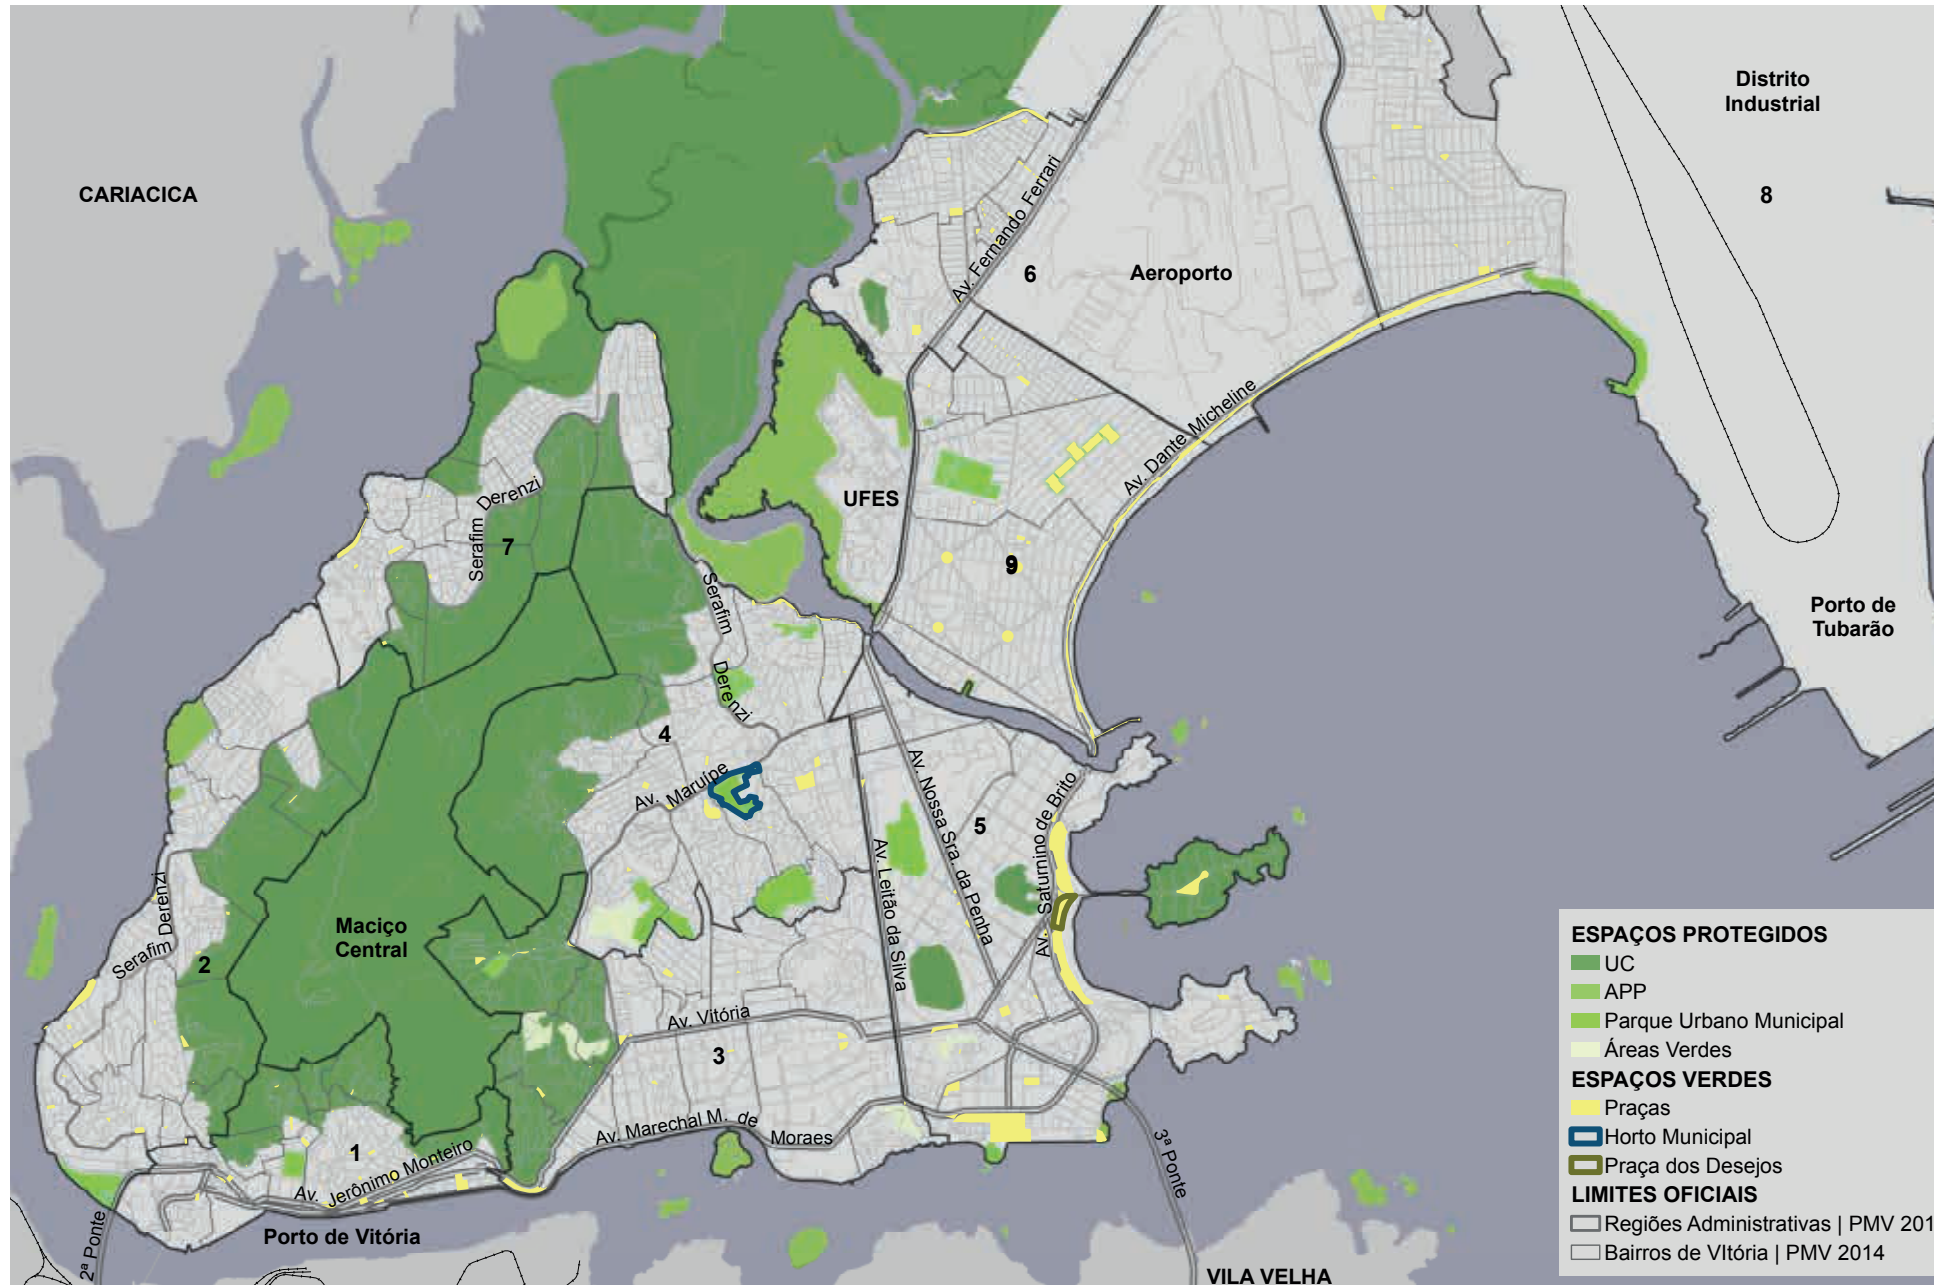 Distrito
Industrial
CARIACICA
8
Av. Fernando Ferrari
6
Aeroporto
Av. Dante Micheline
Serafim Derenzi
7
UFES
9
Serafim
Derenzi
Porto de
Tubarão
4
Av. Maruípe
Av. Nossa Sra. da Penha
5
Av. Saturnino de Brito
Av. Leitão da Silva
Serafim Derenzi
2
Maciço
Central
Av. Vitória
3
Av. Marechal M. de Moraes
1
Av. Jerônimo Monteiro
Porto de Vitória
2ª Ponte
3ª Ponte
VILA VELHA
ESPAÇOS PROTEGIDOS
UC
APP
Parque Urbano Municipal
Áreas Verdes
ESPAÇOS VERDES
Praças
Horto Municipal
Praça dos Desejos
LIMITES OFICIAIS
Regiões Administrativas | PMV 201
Bairros de VItória | PMV 2014